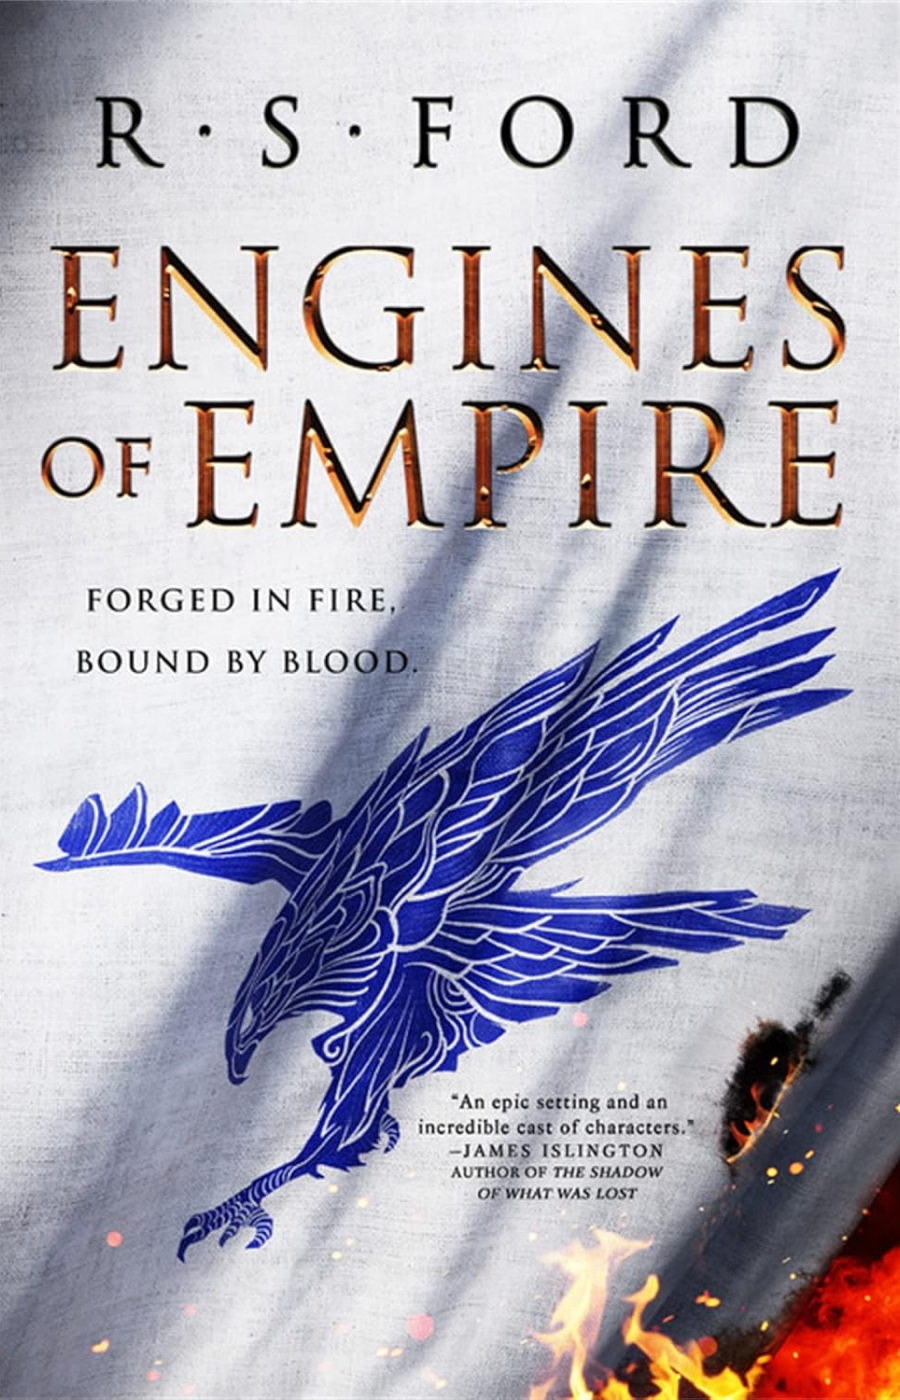 R·S·FORD
ENGINES
OF EMPIRE
FORGED IN FIRE,
BOUND BY BLOOD.
“An epic setting and an
incredible cast of characters.”
—JAMES ISLINGTON
AUTHOR OF THE SHADOW
OF WHAT WAS LOST